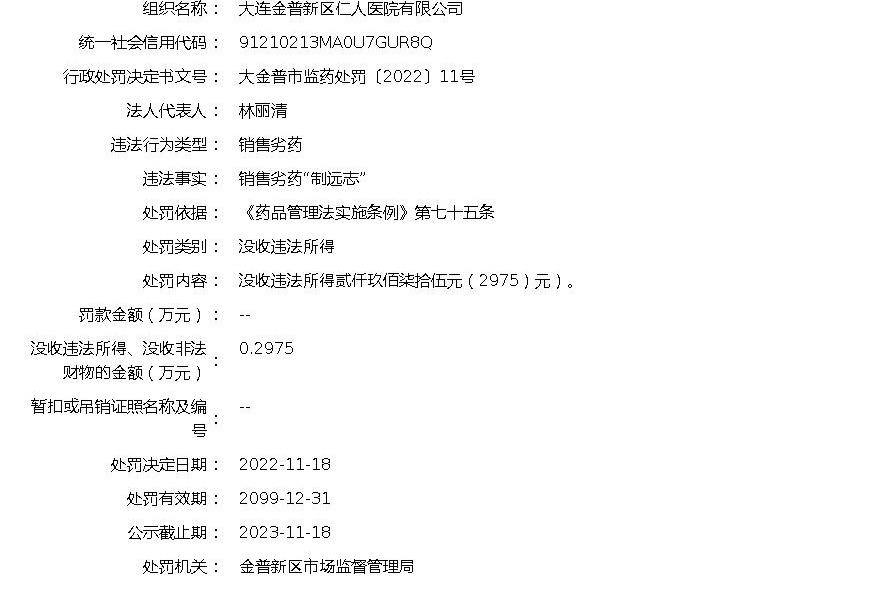 组织名称： 大连金普新区仁人医院有限公司
统一社会信用代码： 91210213MA0U7GUR8Q
行政处罚决定书文号： 大金普市监药处罚〔2022〕11号
法人代表人： 林丽清
违法行为类型： 销售劣药
违法事实： 销售劣药“制远志”
处罚依据： 《药品管理法实施条例》第七十五条
处罚类别： 没收违法所得
处罚内容： 没收违法所得贰仟玖佰柒拾伍元（2975）元）。
罚款金额（万元）： --
没收违法所得、没收非法
财物的金额（万元）： 0.2975
暂扣或吊销证照名称及编
号： --
处罚决定日期： 2022-11-18
处罚有效期： 2099-12-31
公示截止期： 2023-11-18
处罚机关： 金普新区市场监督管理局